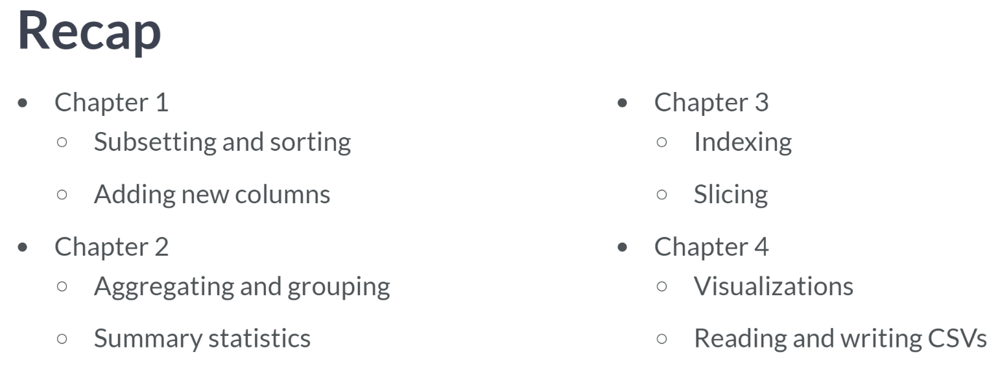 Recap
• Chapter 1
○ Subsetting and sorting
○ Adding new columns
• Chapter 2
○ Aggregating and grouping
○ Summary statistics
• Chapter 3
○ Indexing
○ Slicing
• Chapter 4
○ Visualizations
○ Reading and writing CSVs